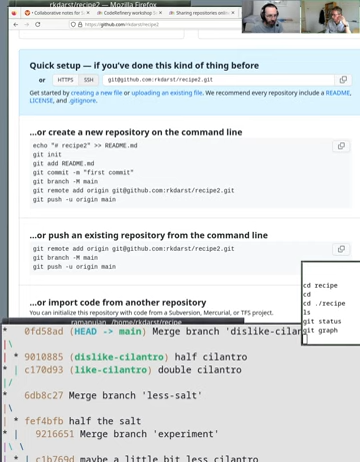 rkdarst/recipe2 — Mozilla Firefox
Collaborative notes for
CodeRefinery workshop
Sharing repositories onlin
https://github.com/rkdarst/recipe2
Quick setup — if you've done this kind of thing before
or HTTPS SSH git@github.com:rkdarst/recipe2.git
Get started by creating a new file or uploading an existing file. We recommend every repository include a README,
LICENSE, and .gitignore.
...or create a new repository on the command line
echo "# recipe2" >> README.md
git init
git add README.md
git commit -m "first commit"
git branch -M main
git remote add origin git@github.com:rkdarst/recipe2.git
git push -u origin main
...or push an existing repository from the command line
git remote add origin git@github.com:rkdarst/recipe2.git
git branch -M main
git push -u origin main
...or import code from another repository
You can initialize this repository with code from a Subversion, Mercurial, or TFS project.
cd recipe
cd
cd ./recipe
ls
git status
git graph
ramanujan /home/rkdarst/recipe
* 0fd58ad (HEAD -> main) Merge branch 'dislike-cilan
|\
| * 9010885 (dislike-cilantro) half cilantro
* | c170d93 (like-cilantro) double cilantro
|/
* 6db8c27 Merge branch 'less-salt'
|\
| * fef4bfb half the salt
* | 9216651 Merge branch 'experiment'
|\ \
| * | c1b769d maybe a little bit less cilantro